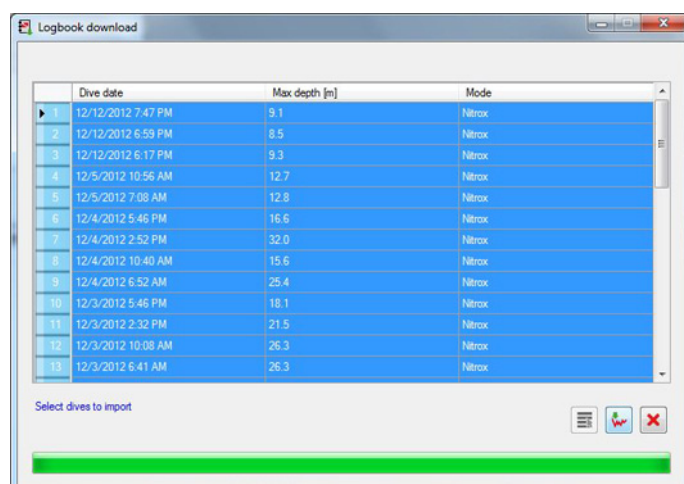 Logbook download
Dive date Max depth [m] Mode
1 12/12/2012 7:47 PM 9.1 Nitrox
2 12/12/2012 6:59 PM 8.5 Nitrox
3 12/12/2012 6:17 PM 9.3 Nitrox
4 12/5/2012 10:56 AM 12.7 Nitrox
5 12/5/2012 7:08 AM 12.8 Nitrox
6 12/4/2012 5:46 PM 16.6 Nitrox
7 12/4/2012 2:52 PM 32.0 Nitrox
8 12/4/2012 10:40 AM 15.6 Nitrox
9 12/4/2012 6:52 AM 25.4 Nitrox
10 12/3/2012 5:46 PM 18.1 Nitrox
11 12/3/2012 2:32 PM 21.5 Nitrox
12 12/3/2012 10:08 AM 26.3 Nitrox
13 12/3/2012 6:41 AM 26.3 Nitrox
Select dives to import